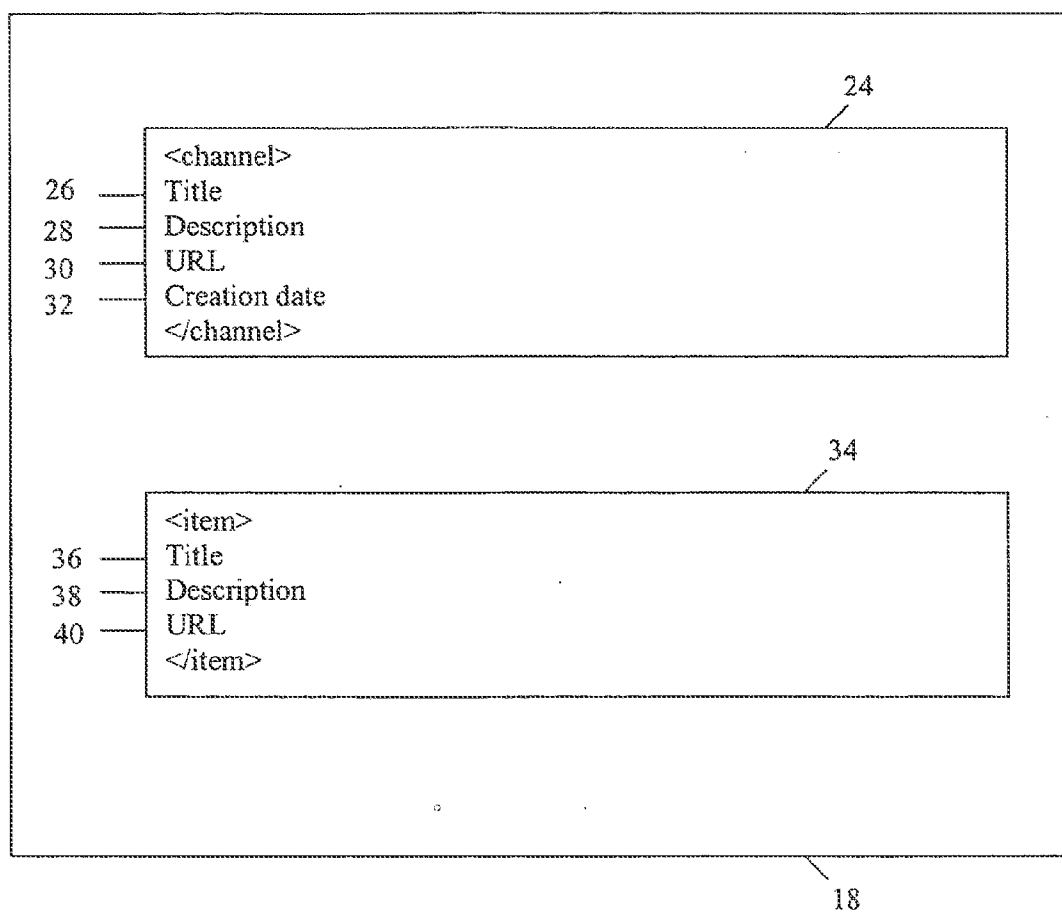 24
<channel>
26 Title
28 Description
30 URL
32 Creation date
</channel>
34
<item>
36 Title
38 Description
40 URL
</item>
18